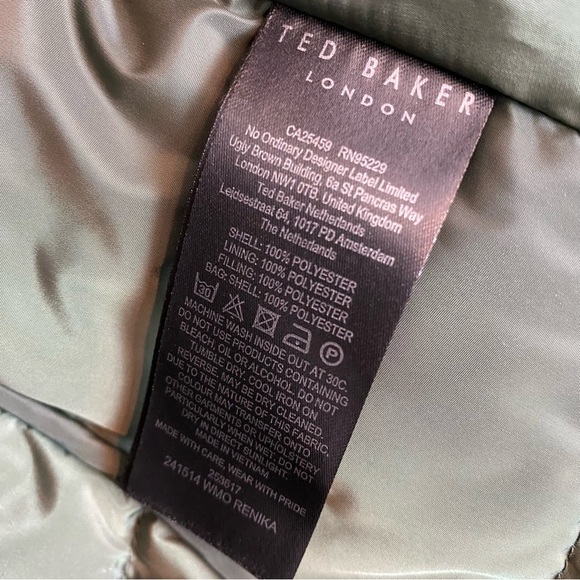 TED BAKER
LONDON
CA25459 RN95229
No Ordinary Designer Label Limited
Ugly Brown Building, 6a St Pancras Way
London NW1 0TB, United Kingdom
Ted Baker Netherlands
Leidsestraat 64, 1017 PD Amsterdam
The Netherlands
SHELL: 100% POLYESTER
LINING: 100% POLYESTER
FILLING: 100% POLYESTER
BAG: SHELL: 100% POLYESTER
30 P
MACHINE WASH INSIDE OUT AT 30C.
DO NOT USE PRODUCTS CONTAINING
BLEACH, OIL OR ALCOHOL. DO NOT
TUMBLE DRY. COOL IRON ON
REVERSE. MAY BE DRY CLEANED.
DUE TO THE NATURE OF THIS FABRIC,
COLOUR MAY TRANSFER ONTO
OTHER GARMENTS OR UPHOLSTERY
PARTICULARLY WHEN WET. DO NOT
DRY IN DIRECT SUNLIGHT.
MADE IN VIETNAM
MADE WITH CARE, WEAR WITH PRIDE
259617
241514 WMO RENIKA